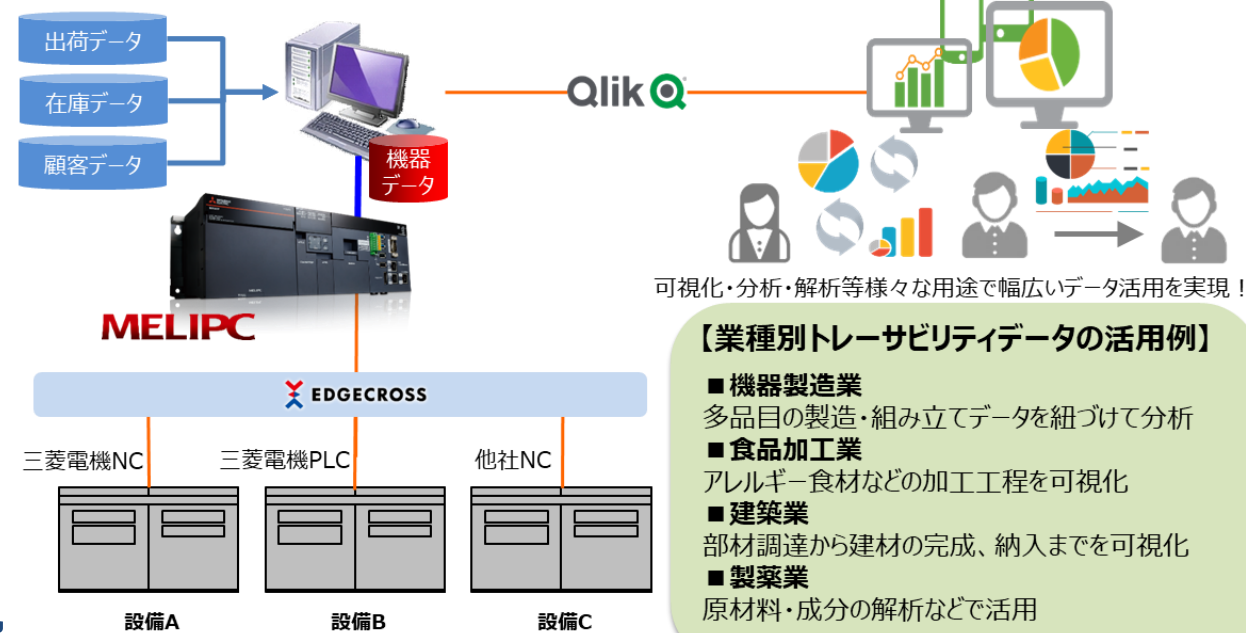 出荷データ
在庫データ
顧客データ
機器
データ
Qlik
MELIPC
EDGECROSS
三菱電機NC
三菱電機PLC
他社NC
設備A
設備B
設備C
可視化・分析・解析等様々な用途で幅広いデータ活用を実現！
【業種別トレーサビリティデータの活用例】
■機器製造業
多品目の製造・組み立てデータを紐づけて分析
■食品加工業
アレルギー食材などの加工工程を可視化
■建築業
部材調達から建材の完成、納入までを可視化
■製薬業
原材料・成分の解析などで活用